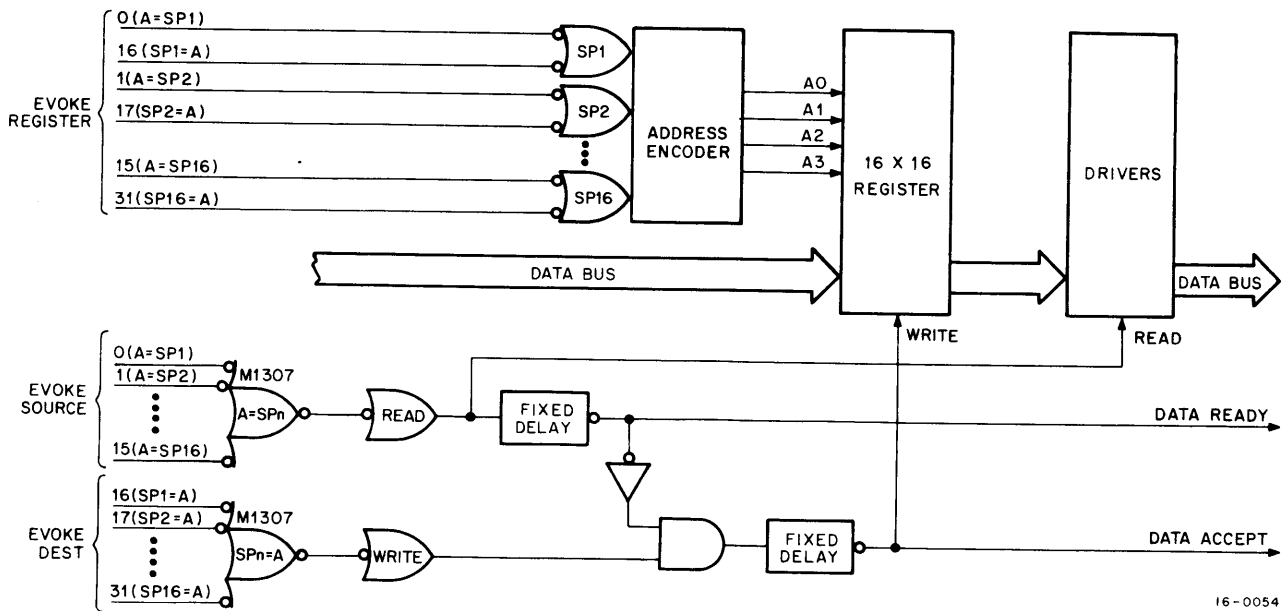 0(A=SP1)
16(SP1=A)
1(A=SP2)
17(SP2=A)
15(A=SP16)
31(SP16=A)
EVOKE
REGISTER
SP1
SP2
SP16
ADDRESS
ENCODER
A0
A1
A2
A3
16 X 16
REGISTER
DRIVERS
DATA BUS
DATA BUS
WRITE
READ
EVOKE
SOURCE
0(A=SP1)
1(A=SP2)
15(A=SP16)
M1307
A=SPn
READ
FIXED
DELAY
DATA READY
EVOKE
DEST
16(SP1=A)
17(SP2=A)
31(SP16=A)
M1307
SPn=A
WRITE
FIXED
DELAY
DATA ACCEPT
16-0054